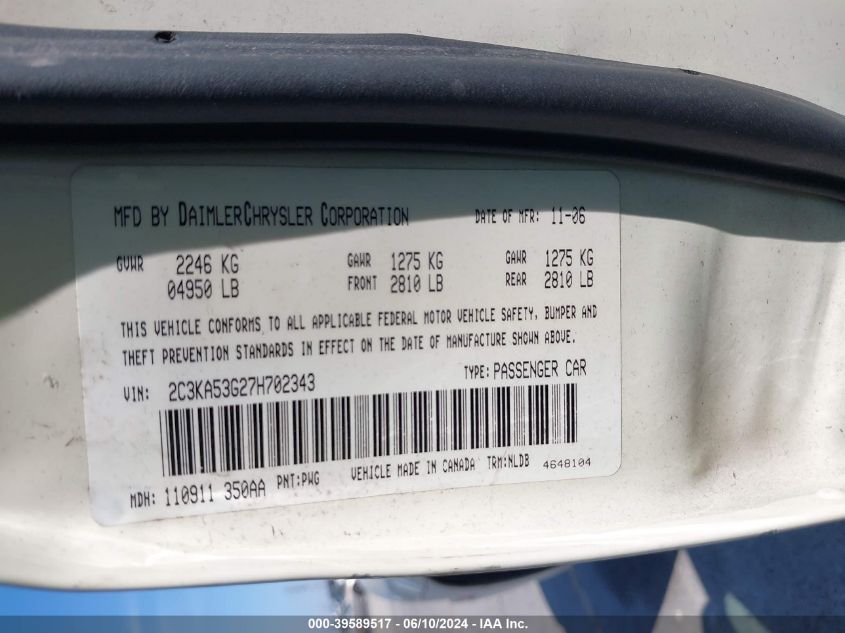 MFD BY DAIMLERCHRYSLER CORPORATION DATE OF MFR: 11-06
GVWR 2246 KG GAWR 1275 KG GAWR 1275 KG
04950 LB FRONT 2810 LB REAR 2810 LB
THIS VEHICLE CONFORMS TO ALL APPLICABLE FEDERAL MOTOR VEHICLE SAFETY, BUMPER AND
THEFT PREVENTION STANDARDS IN EFFECT ON THE DATE OF MANUFACTURE SHOWN ABOVE.
VIN: 2C3KA53G27H702343 TYPE: PASSENGER CAR
MDH: 110911 350AA PNT:PWG VEHICLE MADE IN CANADA TRM:NLDB 4648104
000-39589517 - 06/10/2024 - IAA Inc.